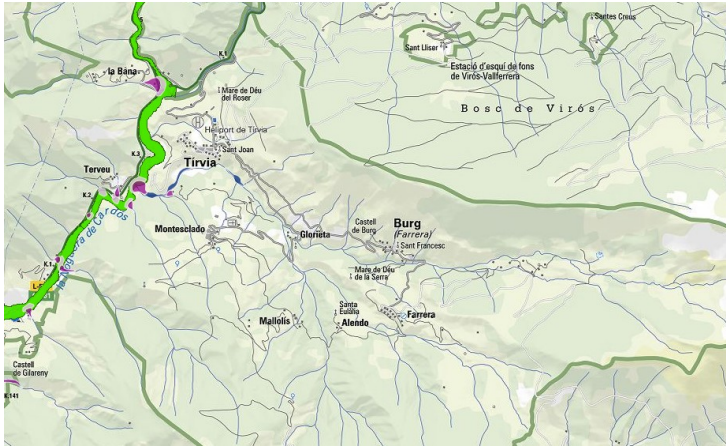 5
K.1
Santes Creus
Sant Lliser
Estació d'esquí de fons
de Virós-Vallferrera
la Bana
Mare de Déu
del Roser
Bosc de Virós
Heliport de Tírvia
K.3
Sant Joan
Tírvia
Terveu
K.2
la Noguera de Cardós
Castell
de Burg
Burg
(Farrera)
Sant Francesc
Montesclado
Glorieta
K.1
Mare de Déu
de la Serra
Santa
Eulàlia
Mallolís
Alendo
Farrera
Castell
de Gilareny
K.141